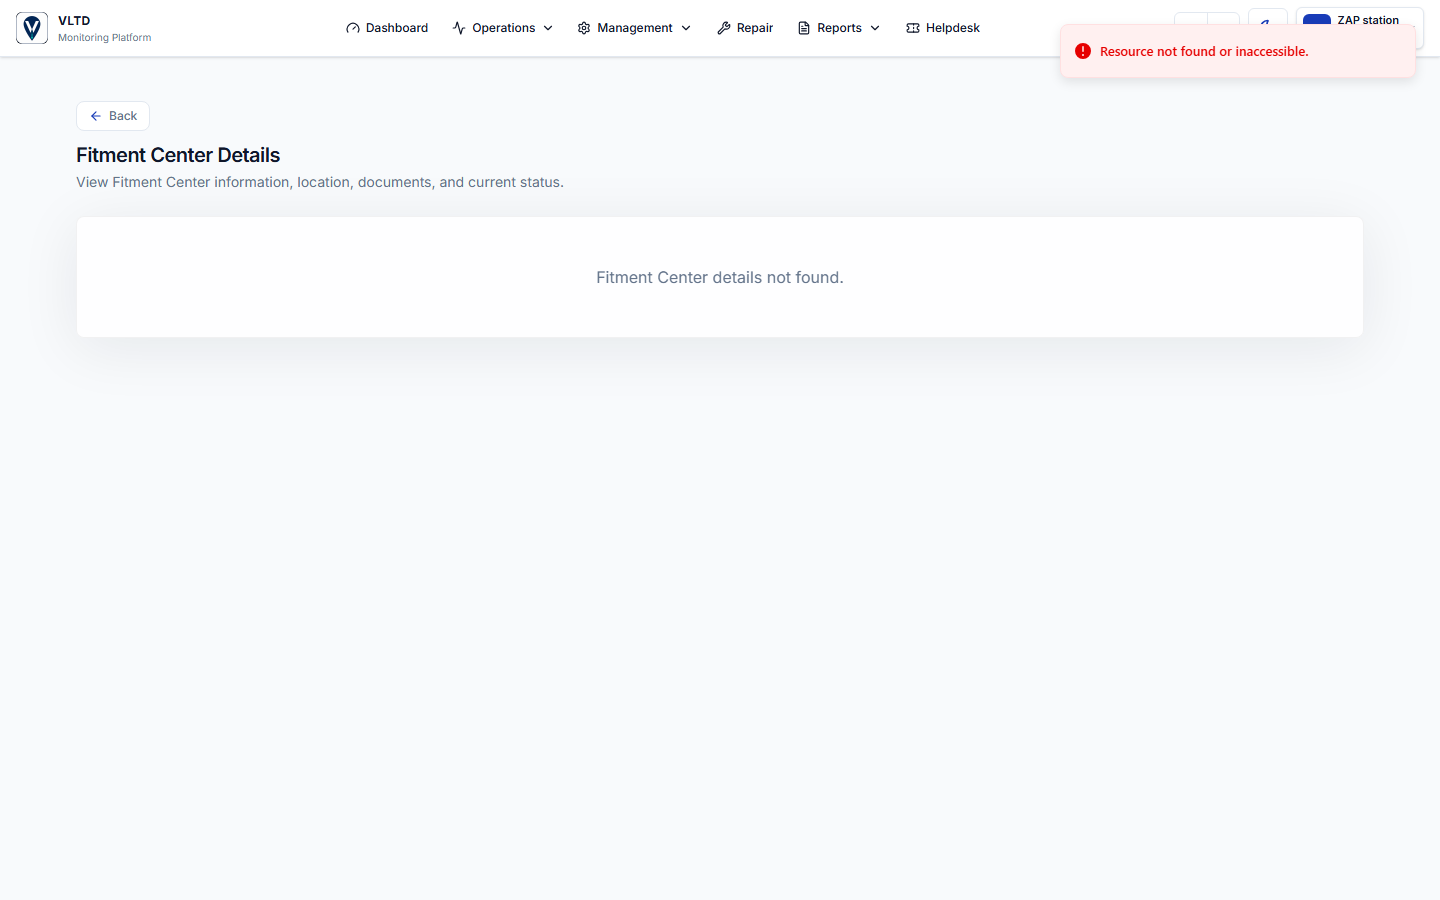 VLTD
Monitoring Platform
Dashboard
Operations
Management
Repair
Reports
Helpdesk
ZAP station
Resource not found or inaccessible.
Back
Fitment Center Details
View Fitment Center information, location, documents, and current status.
Fitment Center details not found.